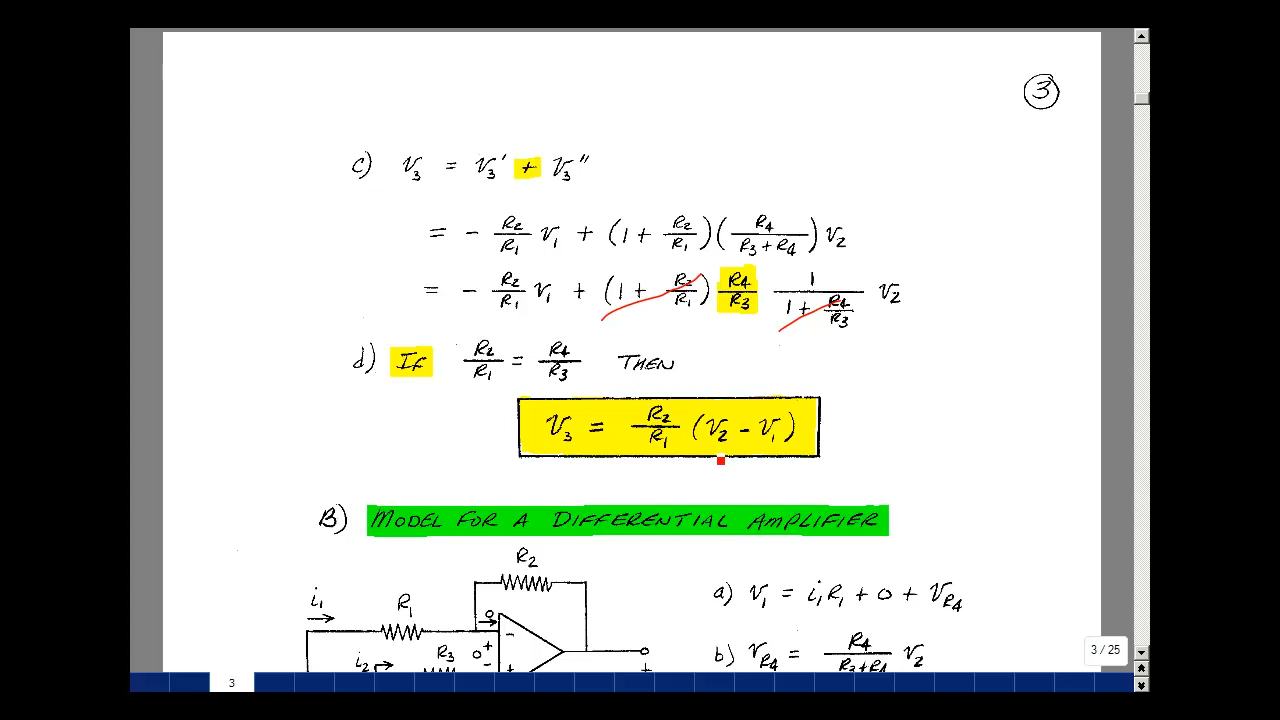 3
c) V3 = V3' + V3''
= - R2/R1 V1 + (1 + R2/R1)(R4/(R3+R4)) V2
= - R2/R1 V1 + (1 + R2/R1) R4/R3 1/(1 + R4/R3) V2
d) IF R2/R1 = R4/R3 THEN
V3 = R2/R1 (V2 - V1)
B) MODEL FOR A DIFFERENTIAL AMPLIFIER
R2
a) V1 = i1R1 + 0 + VR4
i1
R1
0
-
R3
0
+
-
i2
+
+
b) VR4 = R4/(R3+R4) V2
3 / 25
3